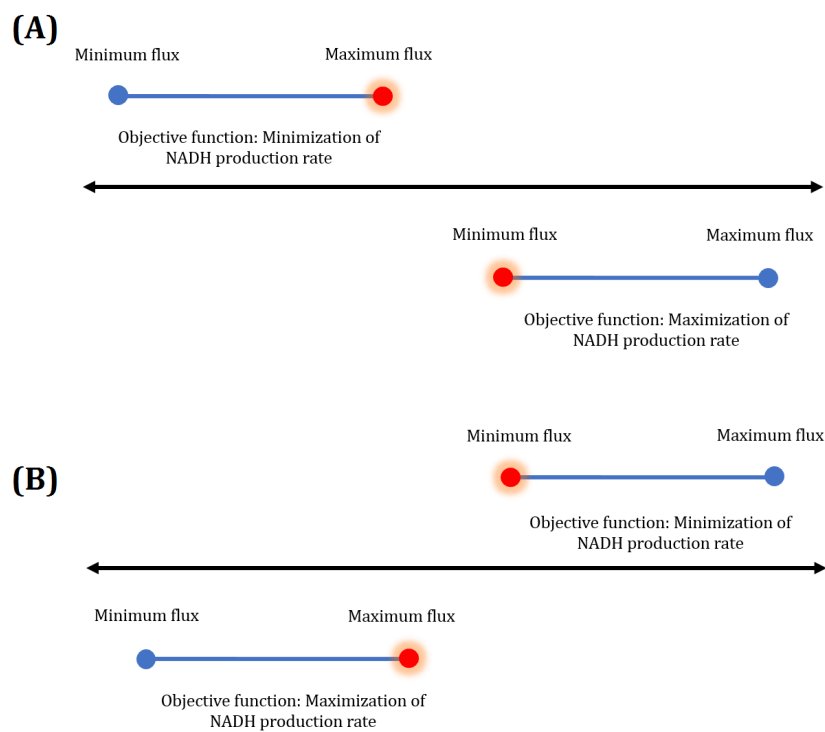 (A)
Minimum flux
Maximum flux
Objective function: Minimization of
NADH production rate
Minimum flux
Maximum flux
Objective function: Maximization of
NADH production rate
(B)
Minimum flux
Maximum flux
Objective function: Minimization of
NADH production rate
Minimum flux
Maximum flux
Objective function: Maximization of
NADH production rate